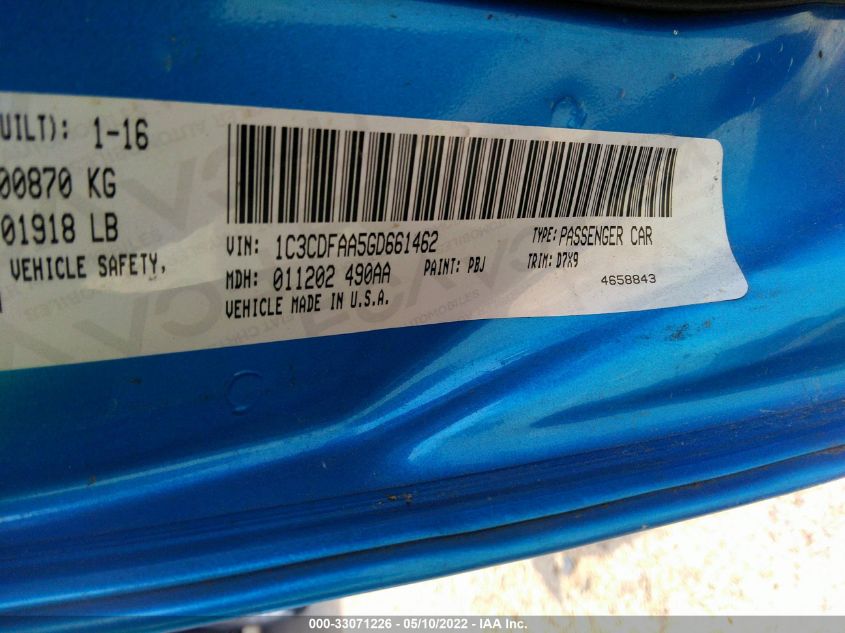 UILT): 1-16
00870 KG
01918 LB
VEHICLE SAFETY,
VIN: 1C3CDFAA5GD661462 TYPE: PASSENGER CAR
MDH: 011202 490AA PAINT: PBJ TRIM: D7X9
VEHICLE MADE IN U.S.A. 4658843
000-33071226 - 05/10/2022 - IAA Inc.